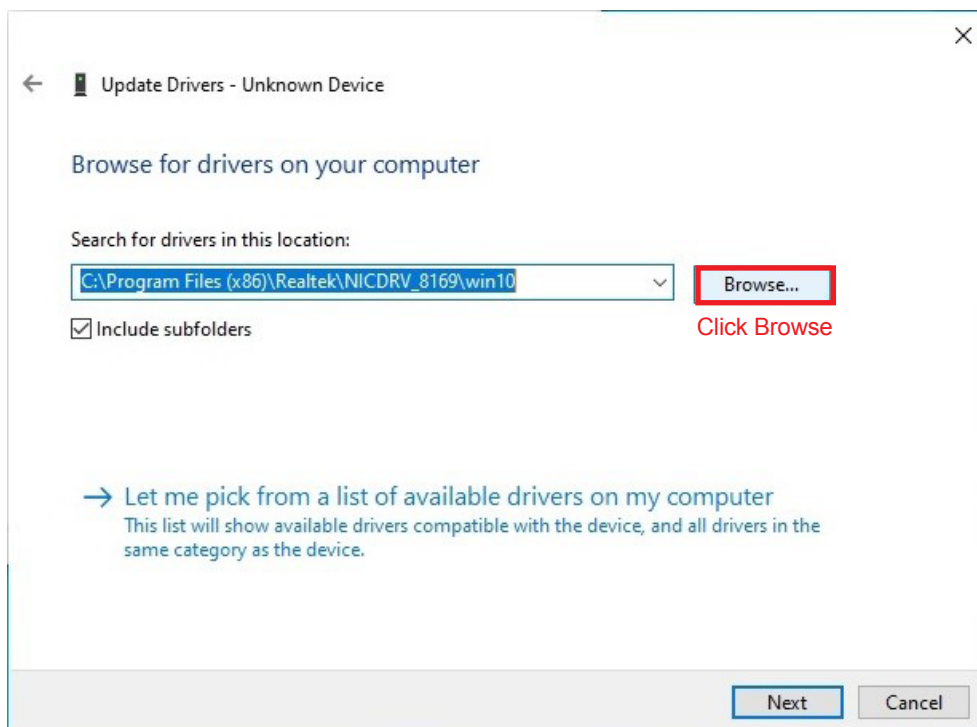 Update Drivers - Unknown Device
Browse for drivers on your computer
Search for drivers in this location:
C:\Program Files (x86)\Realtek\NICDRV_8169\win10
Browse...
Include subfolders
Click Browse
Let me pick from a list of available drivers on my computer
This list will show available drivers compatible with the device, and all drivers in the
same category as the device.
Next
Cancel